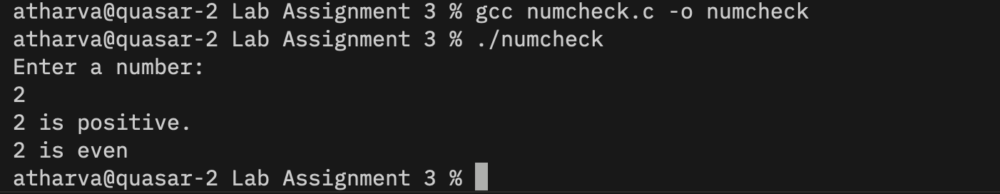 atharva@quasar-2 Lab Assignment 3 % gcc numcheck.c -o numcheck
atharva@quasar-2 Lab Assignment 3 % ./numcheck
Enter a number:
2
2 is positive.
2 is even
atharva@quasar-2 Lab Assignment 3 %